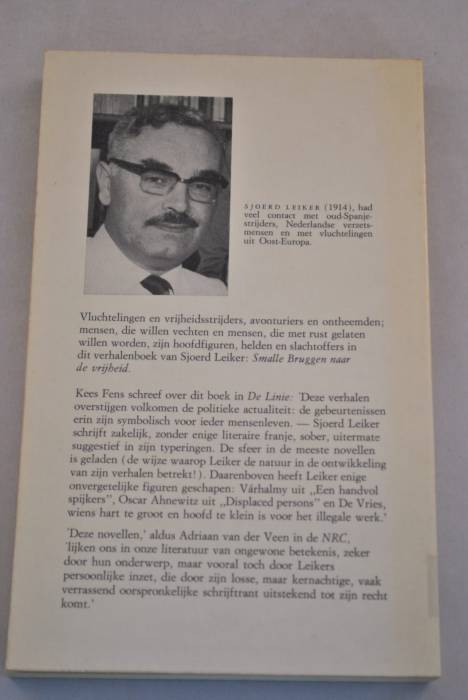 SJOERD LEIKER (1914), had
veel contact met oud-Spanje-
strijders, Nederlandse verzets-
mensen en met vluchtelingen
uit Oost-Europa.
Vluchtelingen en vrijheidsstrijders, avonturiers en ontheemden;
mensen, die willen vechten en mensen, die met rust gelaten
willen worden, zijn hoofdfiguren, helden en slachtoffers in
dit verhalenboek van Sjoerd Leiker: Smalle Bruggen naar
de vrijheid.
Kees Fens schreef over dit boek in De Linie: 'Deze verhalen
overstijgen volkomen de politieke actualiteit: de gebeurtenissen
erin zijn symbolisch voor ieder mensenleven. — Sjoerd Leiker
schrijft zakelijk, zonder enige literaire franje, sober, uitermate
suggestief in zijn typeringen. De sfeer in de meeste novellen
is geladen (de wijze waarop Leiker de natuur in de ontwikkeling
van zijn verhalen betrekt!). Daarenboven heeft Leiker enige
onvergetelijke figuren geschapen: Várhalmy uit „Een handvol
spijkers”, Oscar Ahnewitz uit „Displaced persons” en De Vries,
wiens hart te groot en hoofd te klein is voor het illegale werk.'
'Deze novellen,' aldus Adriaan van der Veen in de NRC,
'lijken ons in onze literatuur van ongewone betekenis, zeker
door hun onderwerp, maar vooral toch door Leikers
persoonlijke inzet, die door zijn losse, maar kernachtige, vaak
verrassend oorspronkelijke schrijftrant uitstekend tot zijn recht
komt.'